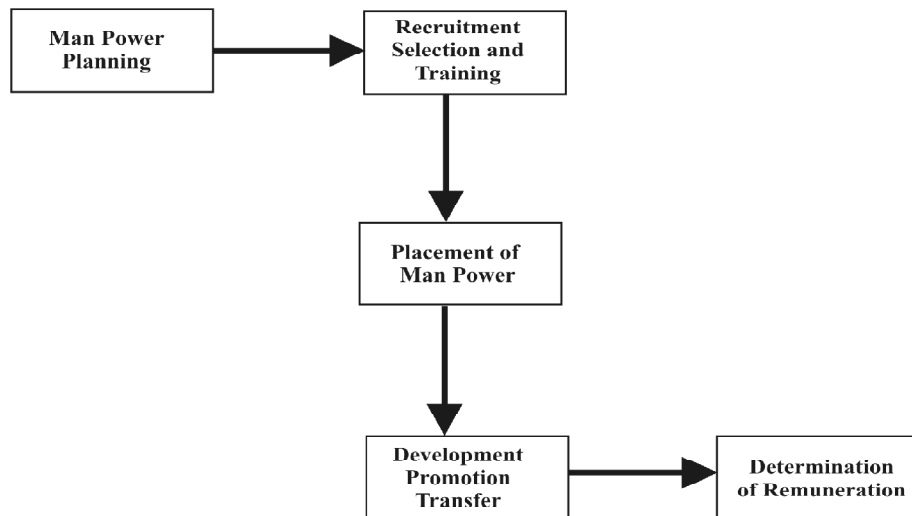 Man Power
Planning
Recruitment
Selection and
Training
Placement of
Man Power
Development
Promotion
Transfer
Determination
of Remuneration